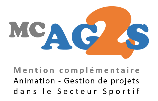 MC AG2S
Mention complémentaire
Animation - Gestion de projets
dans le Secteur Sportif